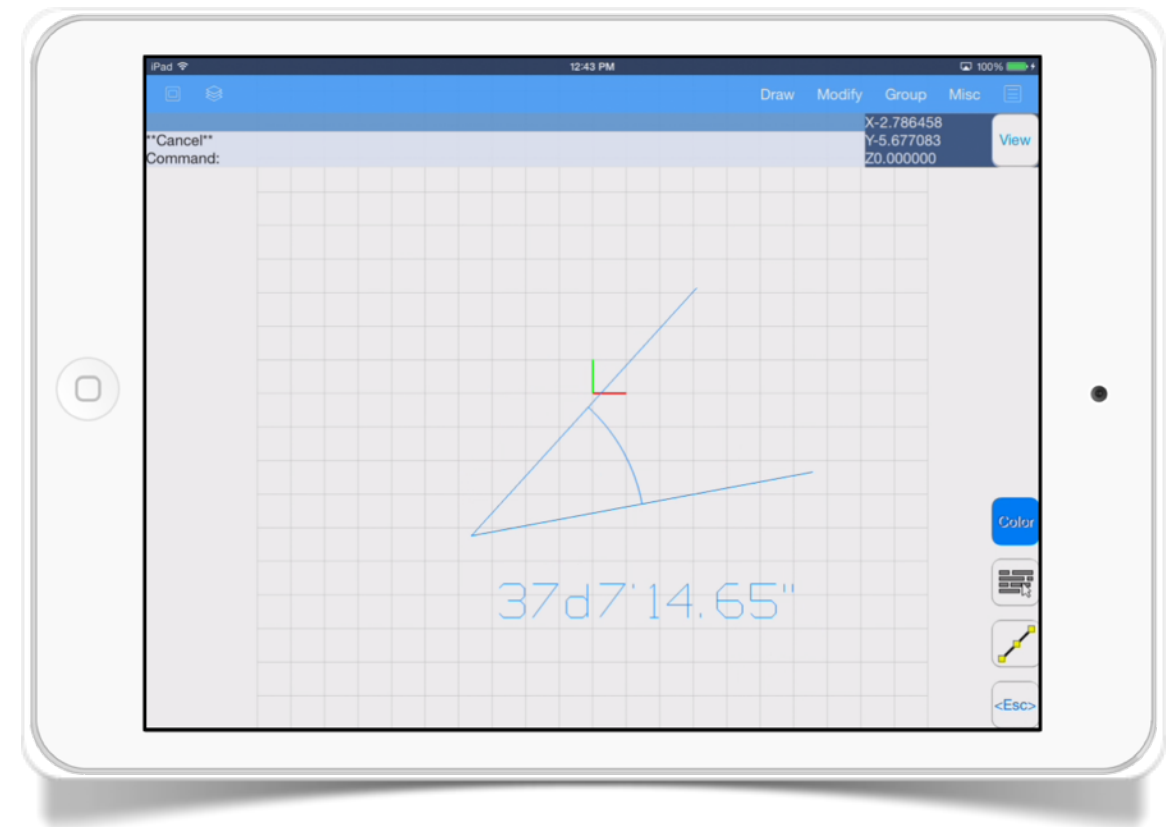 iPad 12:43 PM 100%
Draw Modify Group Misc
**Cancel**
Command:
X-2.786458
Y-5.677083
Z0.000000
View
Color
37d7'14.65"
<Esc>